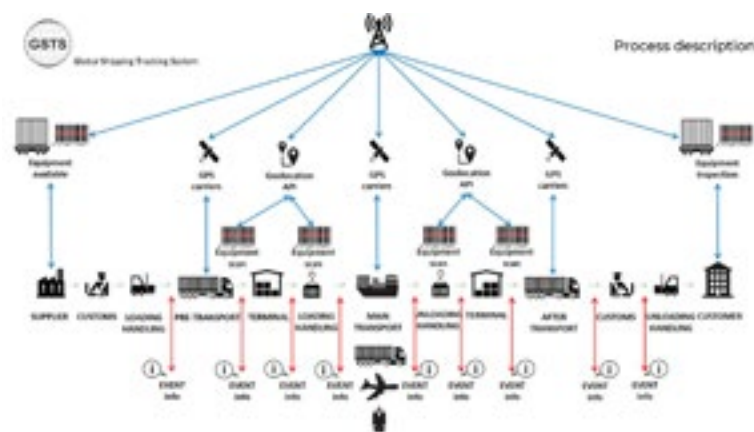 GSTS
Global Shipping Tracking System
Process description
Equipment
available
GPS
carriers
Geolocation
API
GPS
carriers
Geolocation
API
GPS
carriers
Equipment
Inspection
Equipment
scan
Equipment
scan
Equipment
scan
Equipment
scan
SUPPLIER
CUSTOMS
LOADING
HANDLING
PRE TRANSPORT
TERMINAL
LOADING
HANDLING
MAIN
TRANSPORT
UNLOADING
HANDLING
TERMINAL
AFTER
TRANSPORT
CUSTOMS
UNLOADING
HANDLING
CUSTOMER
EVENT
info
EVENT
info
EVENT
info
EVENT
info
EVENT
info
EVENT
info
EVENT
info
EVENT
info
EVENT
info